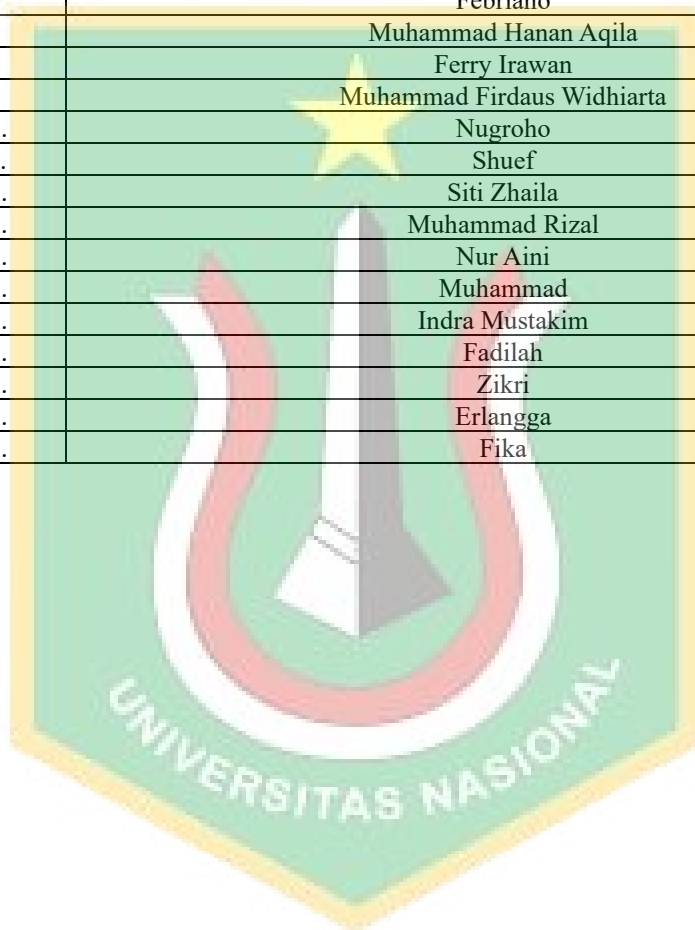 Febriano
Muhammad Hanan Aqila
Ferry Irawan
Muhammad Firdaus Widhiarta
. Nugroho
. Shuef
. Siti Zhaila
. Muhammad Rizal
. Nur Aini
. Muhammad
. Indra Mustakim
. Fadilah
. Zikri
. Erlangga
. Fika
UNIVERSITAS NASIONAL